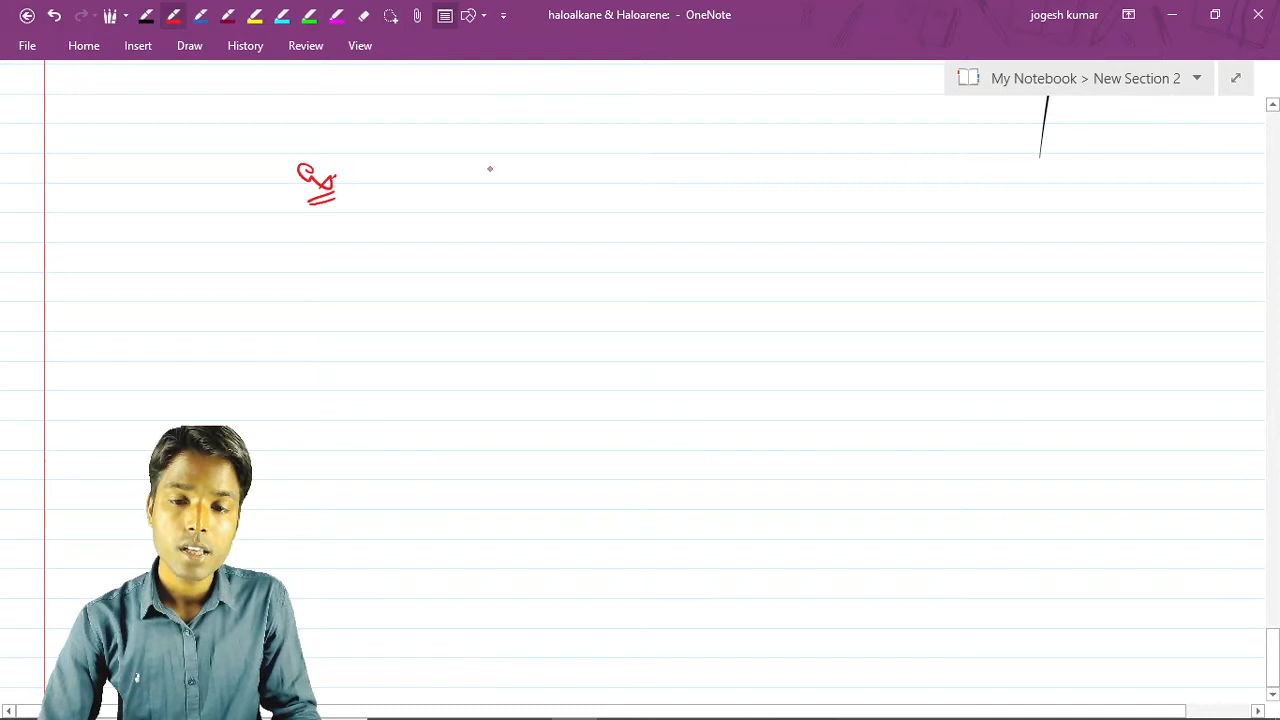 haloalkane & Haloarene: - OneNote
jogesh kumar
File Home Insert Draw History Review View
My Notebook > New Section 2